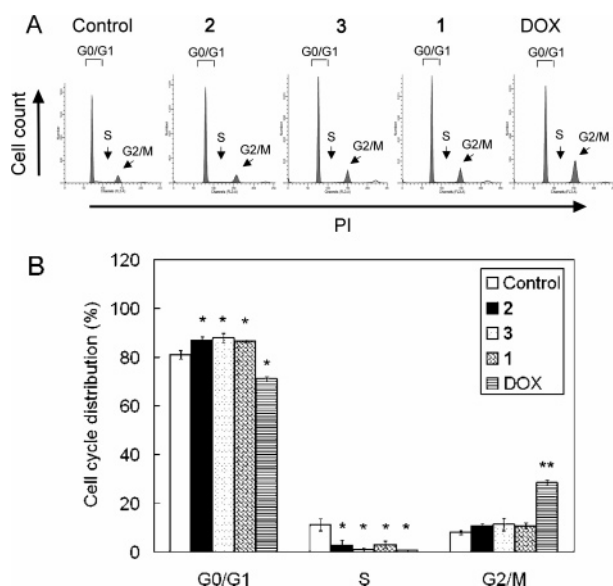 A
Control 2 3 1 DOX
G0/G1 G0/G1 G0/G1 G0/G1 G0/G1
Cell count
S G2/M S G2/M S G2/M S G2/M S G2/M
PI
B
Cell cycle distribution (%)
120
100
80
60
40
20
0
* * * *
* * * *
**
Control
2
3
1
DOX
G0/G1 S G2/M